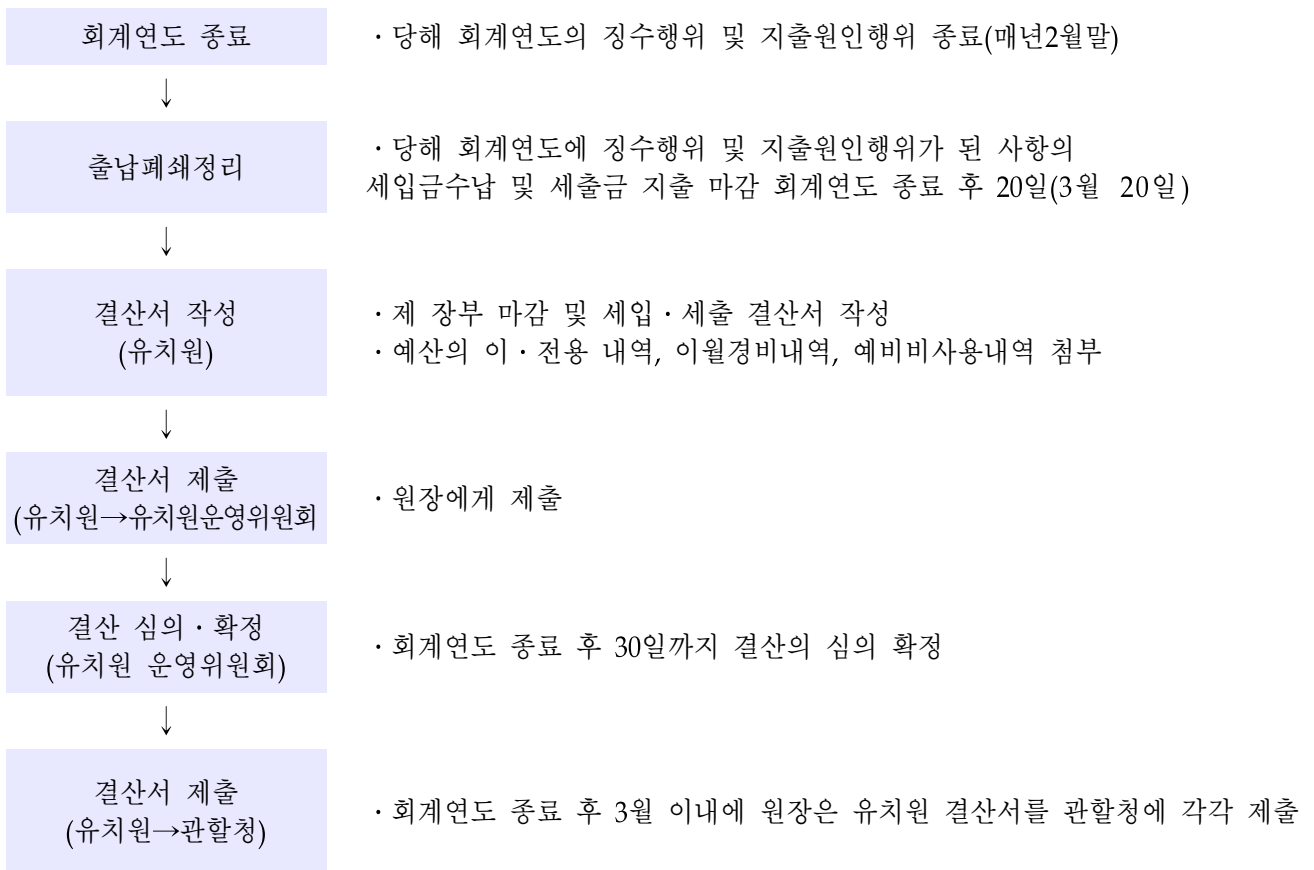 회계연도 종료
·당해 회계연도의 징수행위 및 지출원인행위 종료(매년2월말)
↓
출납폐쇄정리
·당해 회계연도에 징수행위 및 지출원인행위가 된 사항의
세입금수납 및 세출금 지출 마감 회계연도 종료 후 20일(3월 20일)
↓
결산서 작성
(유치원)
·제 장부 마감 및 세입·세출 결산서 작성
·예산의 이·전용 내역, 이월경비내역, 예비비사용내역 첨부
↓
결산서 제출
(유치원→유치원운영위원회
·원장에게 제출
↓
결산 심의·확정
(유치원 운영위원회)
·회계연도 종료 후 30일까지 결산의 심의 확정
↓
결산서 제출
(유치원→관할청)
·회계연도 종료 후 3월 이내에 원장은 유치원 결산서를 관할청에 각각 제출